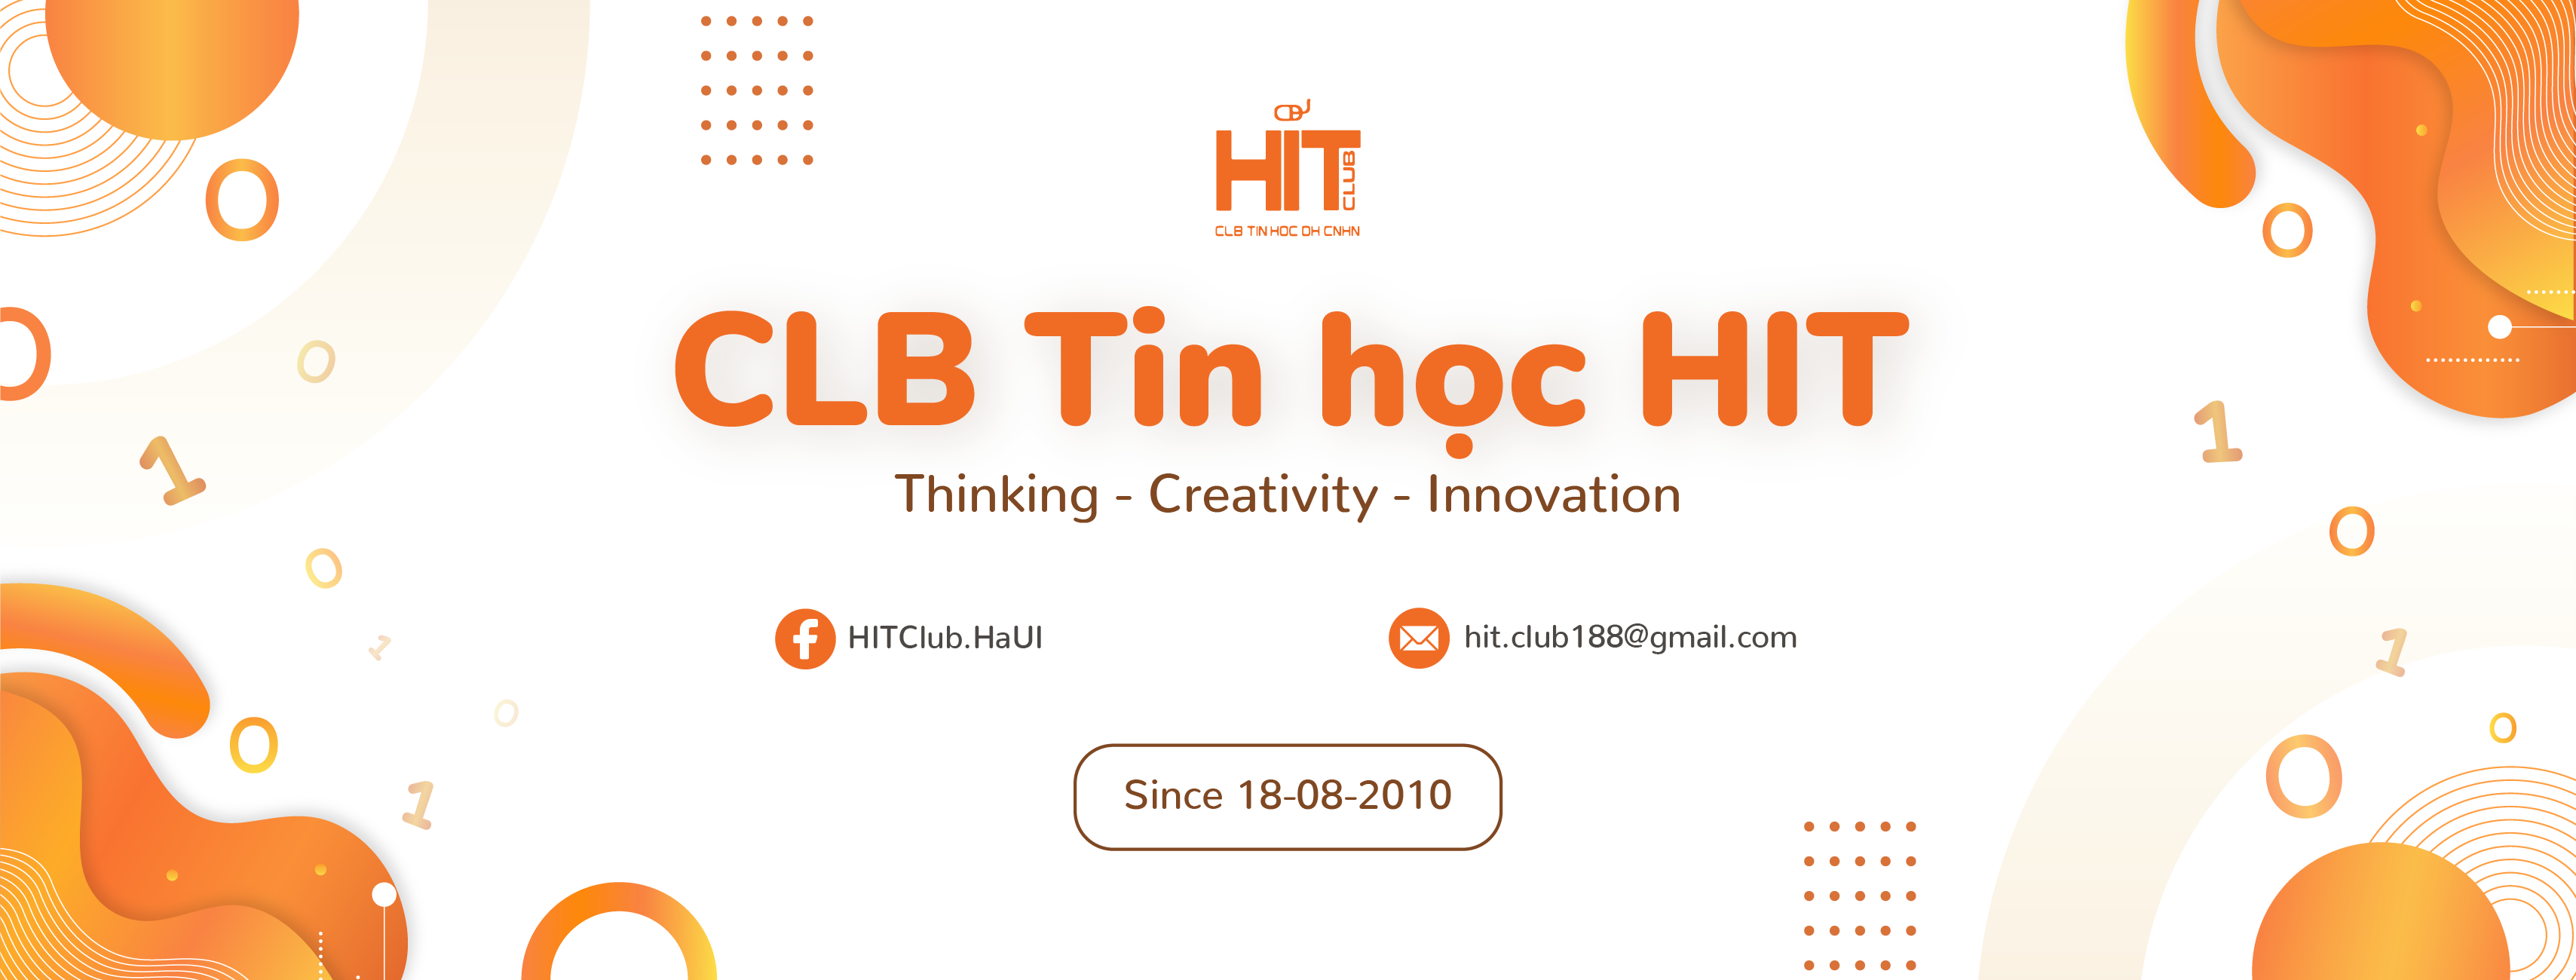 HIT CLUB
CLB TIN HOC DH CNHN
CLB Tin học HIT
Thinking - Creativity - Innovation
HITClub.HaUI
hit.club188@gmail.com
Since 18-08-2010